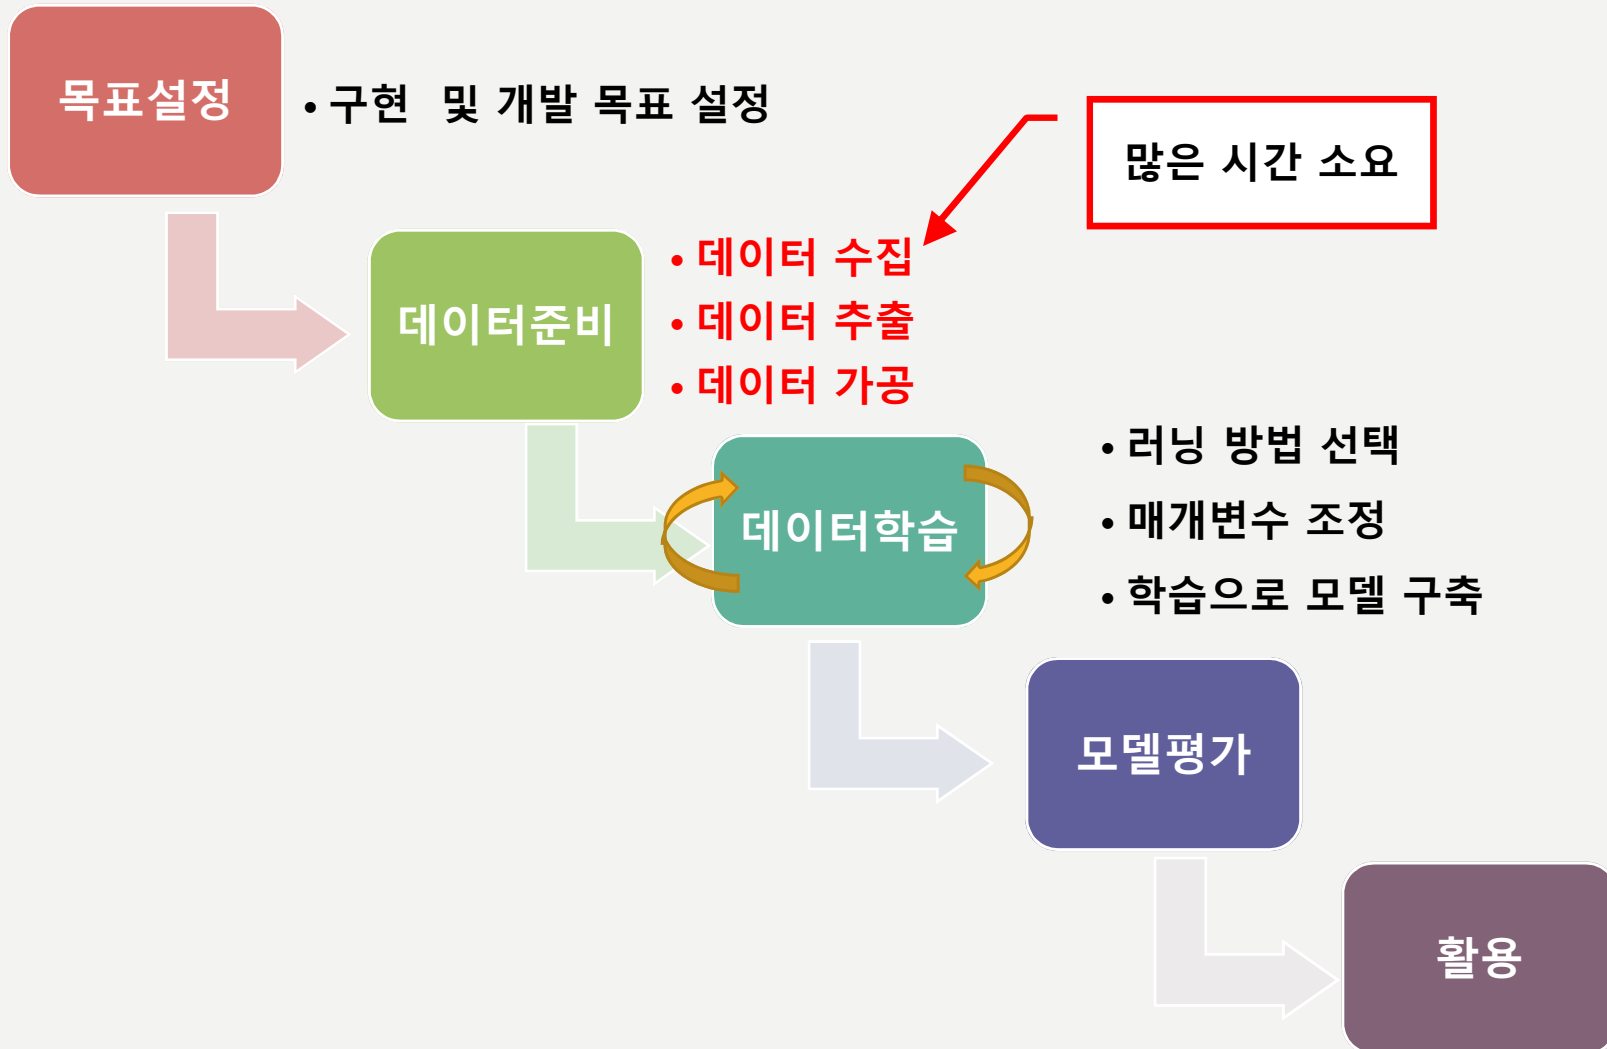 목표설정
• 구현 및 개발 목표 설정
많은 시간 소요
데이터준비
• 데이터 수집
• 데이터 추출
• 데이터 가공
데이터학습
• 러닝 방법 선택
• 매개변수 조정
• 학습으로 모델 구축
모델평가
활용